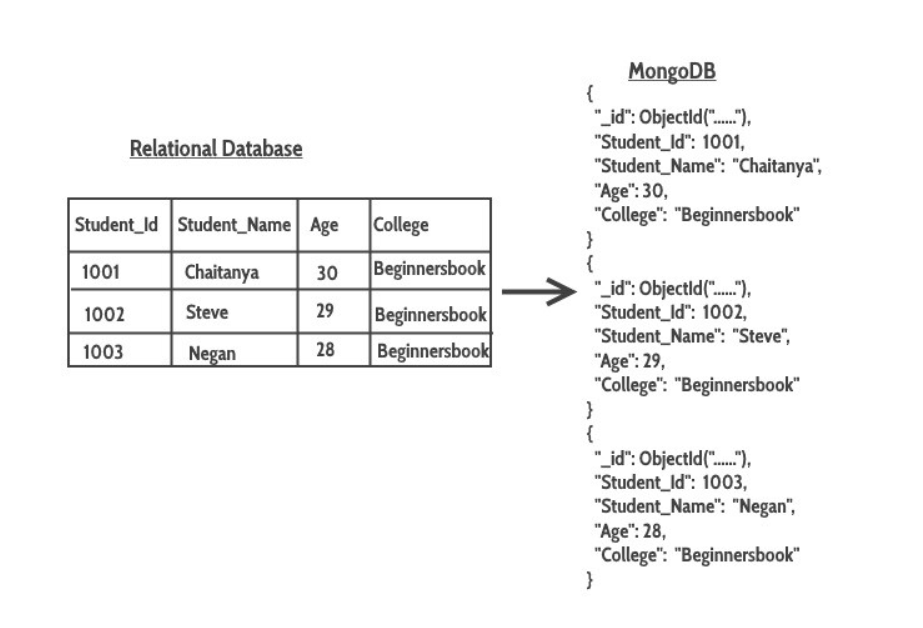 Relational Database
Student_Id Student_Name Age College
1001 Chaitanya 30 Beginnersbook
1002 Steve 29 Beginnersbook
1003 Negan 28 Beginnersbook
MongoDB
{
"_id": ObjectId("......"),
"Student_Id": 1001,
"Student_Name": "Chaitanya",
"Age": 30,
"College": "Beginnersbook"
}
{
"_id": ObjectId("......"),
"Student_Id": 1002,
"Student_Name": "Steve",
"Age": 29,
"College": "Beginnersbook"
}
{
"_id": ObjectId("......"),
"Student_Id": 1003,
"Student_Name": "Negan",
"Age": 28,
"College": "Beginnersbook"
}